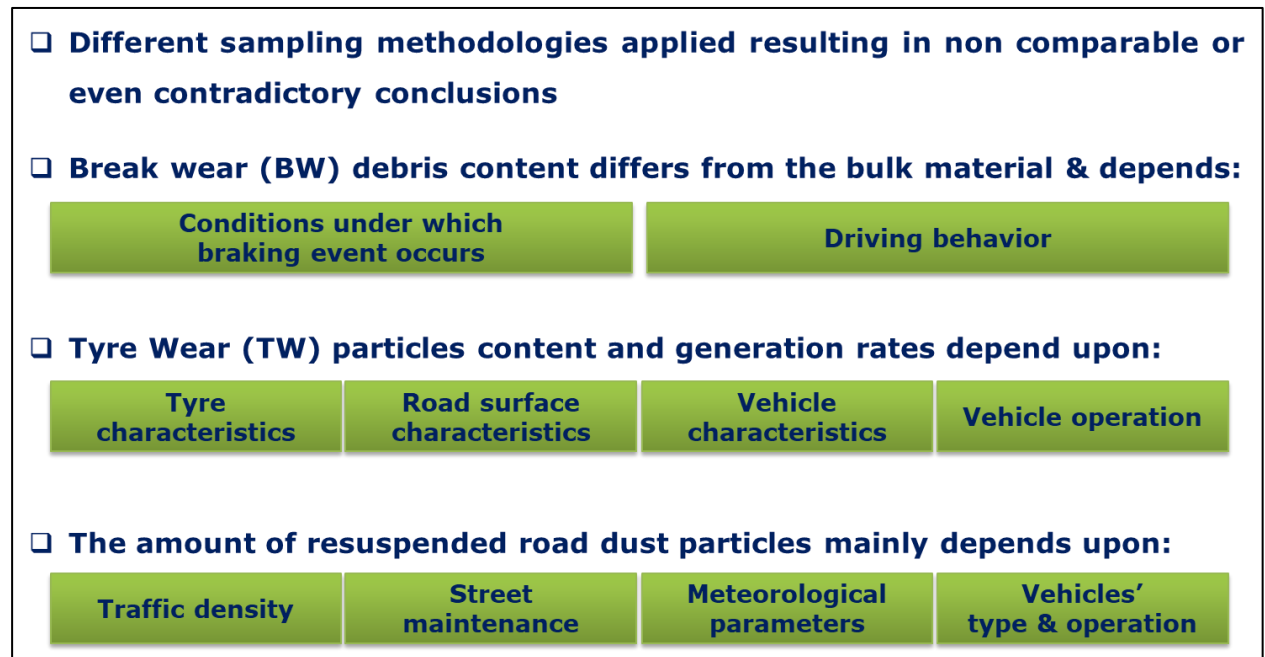 ❑ Different sampling methodologies applied resulting in non comparable or
even contradictory conclusions
❑ Break wear (BW) debris content differs from the bulk material & depends:
Conditions under which
braking event occurs
Driving behavior
❑ Tyre Wear (TW) particles content and generation rates depend upon:
Tyre
characteristics
Road surface
characteristics
Vehicle
characteristics
Vehicle operation
❑ The amount of resuspended road dust particles mainly depends upon:
Traffic density
Street
maintenance
Meteorological
parameters
Vehicles’
type & operation